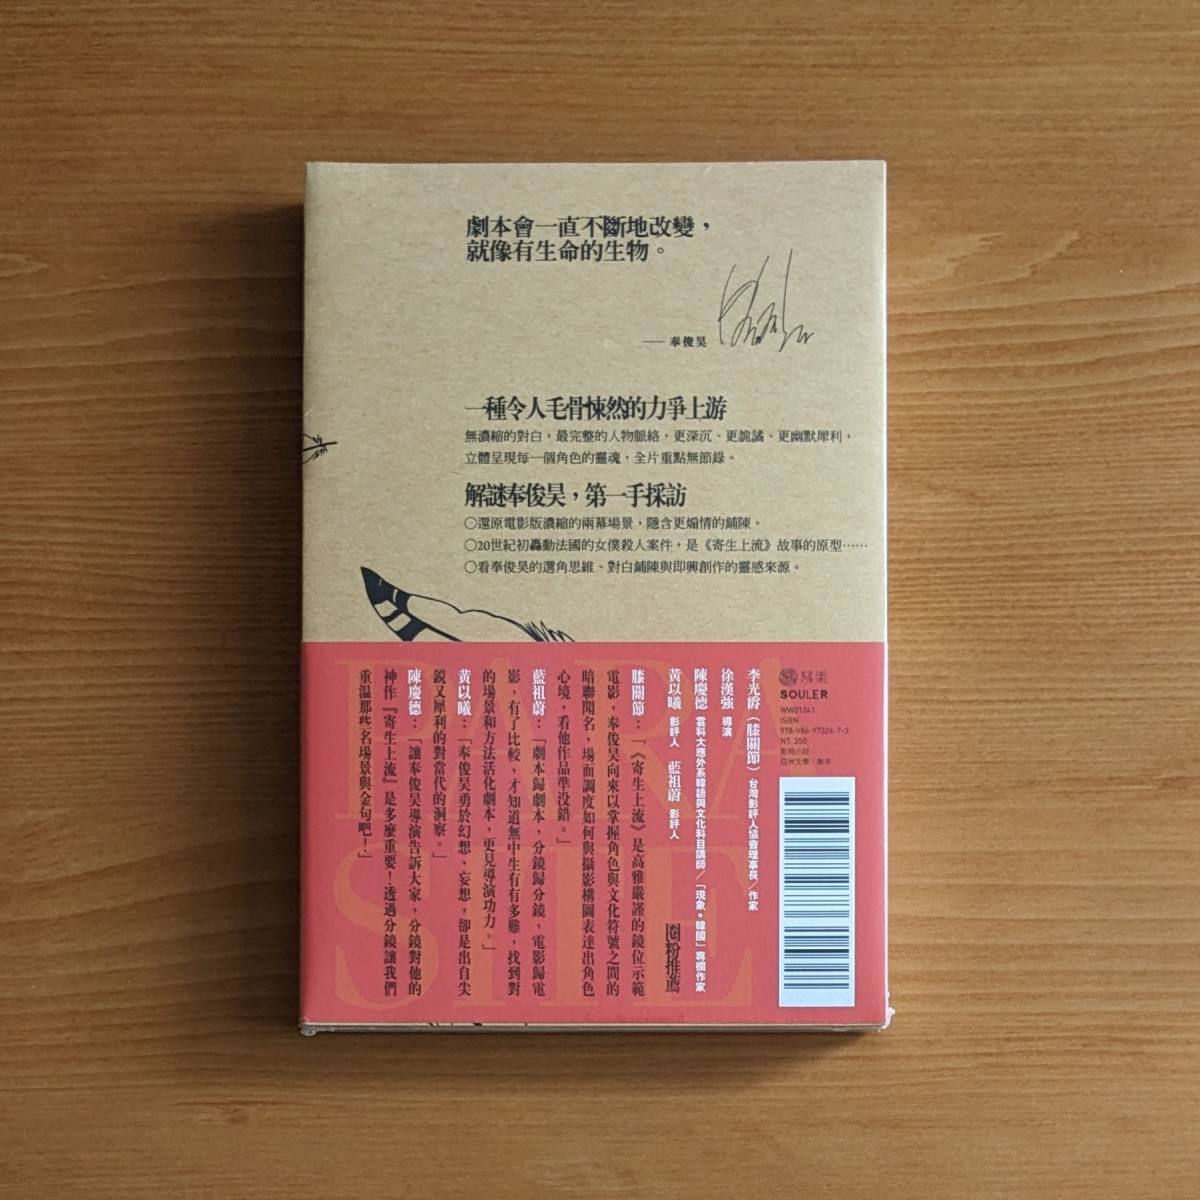 劇本會一直不斷地改變，
就像有生命的生物。
——奉俊昊
一種令人毛骨悚然的力爭上游
無濃縮的對白，最完整的人物脈絡，更深沉、更詭譎、更幽默犀利，
立體呈現每一個角色的靈魂，全片重點無節錄。
解謎奉俊昊，第一手採訪
○還原電影版濃縮的兩幕場景，隱含更煽情的鋪陳。
○20世紀初轟動法國的女僕殺人案件，是《寄生上流》故事的原型⋯⋯
○看奉俊昊的選角思維、對白鋪陳與即興創作的靈感來源。
PARA
SITE
李光爵（膝關節） 台灣影評人協會理事長／作家
徐漢強 導演
陳慶德 雲科大應外系韓語與文化科目講師／「現象•韓國」專欄作家
黃以曦 影評人 藍祖蔚 影評人
圈粉推薦
膝關節：「《寄生上流》是高雅嚴謹的鏡位示範
電影，奉俊昊向來以掌握角色與文化符號之間的
暗聯聞名，場面調度如何與攝影構圖表達出角色
心境，看他作品準没錯。」
藍祖蔚：「劇本歸劇本，分鏡歸分鏡，電影歸電
影，有了比較，才知道無中生有有多難，找到對
的場景和方法活化劇本，更見導演功力。」
黃以曦：「奉俊昊勇於幻想、妄想，卻是出自尖
銳又犀利的對當代的洞察。」
陳慶德：「讓奉俊昊導演告訴大家，分鏡對他的
神作『寄生上流』是多麼重要！透過分鏡讓我們
重溫那些名場景與金句吧！」
寫樂
SOULER
WW01041
ISBN
978-986-97326-7-3
NT. 350
影視小說・
亞洲文學・劇本